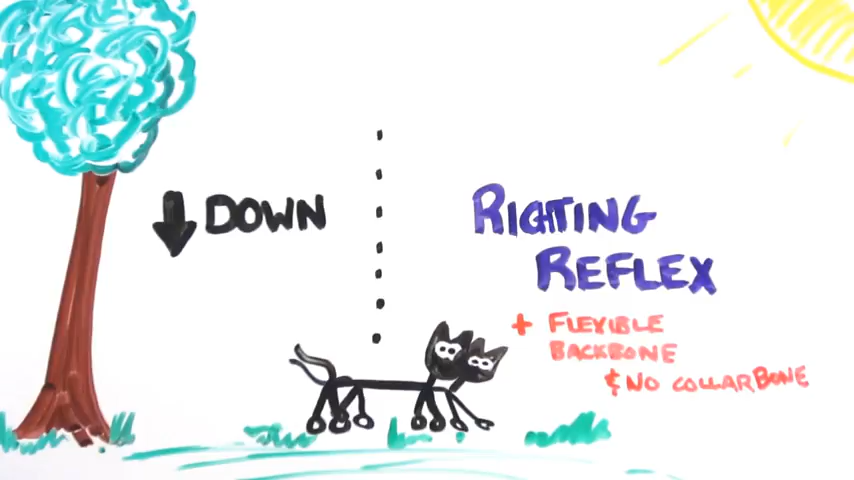 DOWN
RIGHTING
REFLEX
+ FLEXIBLE
BACKBONE
& NO COLLARBONE